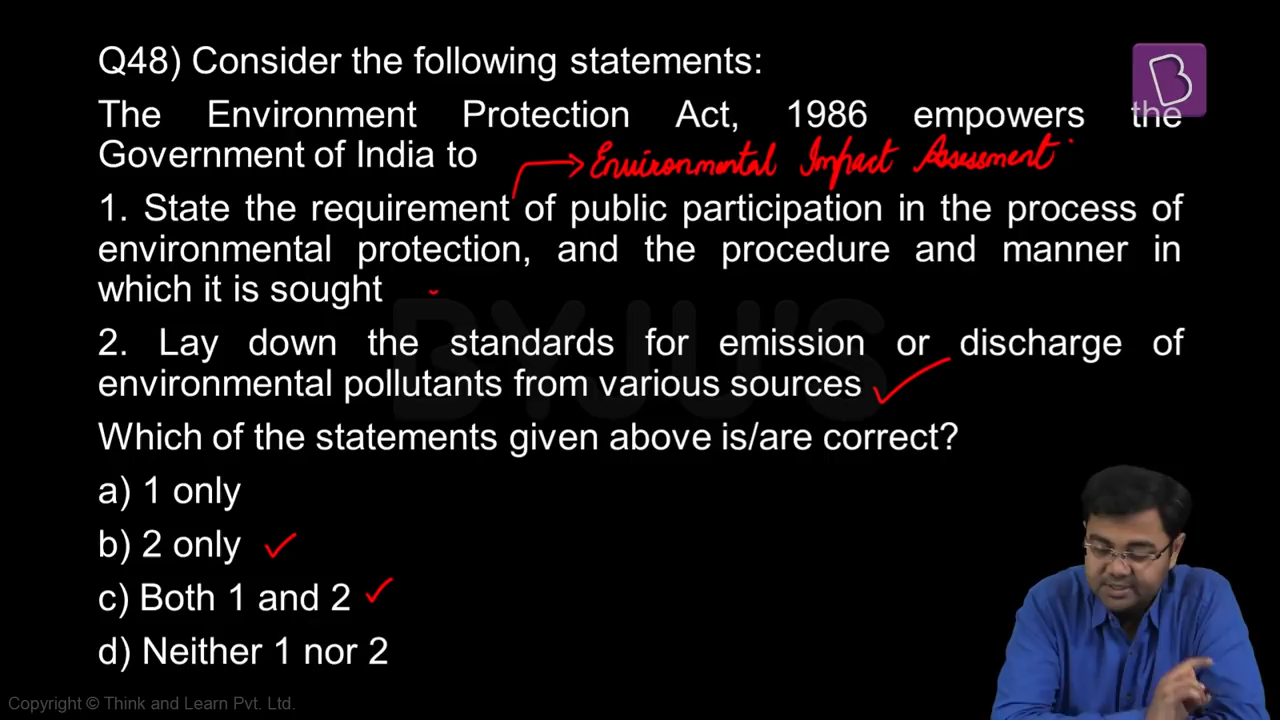 Q48) Consider the following statements:
The Environment Protection Act, 1986 empowers the
Government of India to
Environmental Impact Assessment
1. State the requirement of public participation in the process of
environmental protection, and the procedure and manner in
which it is sought
2. Lay down the standards for emission or discharge of
environmental pollutants from various sources
BYJU'S
Which of the statements given above is/are correct?
a) 1 only
b) 2 only
c) Both 1 and 2
d) Neither 1 nor 2
Copyright © Think and Learn Pvt. Ltd.